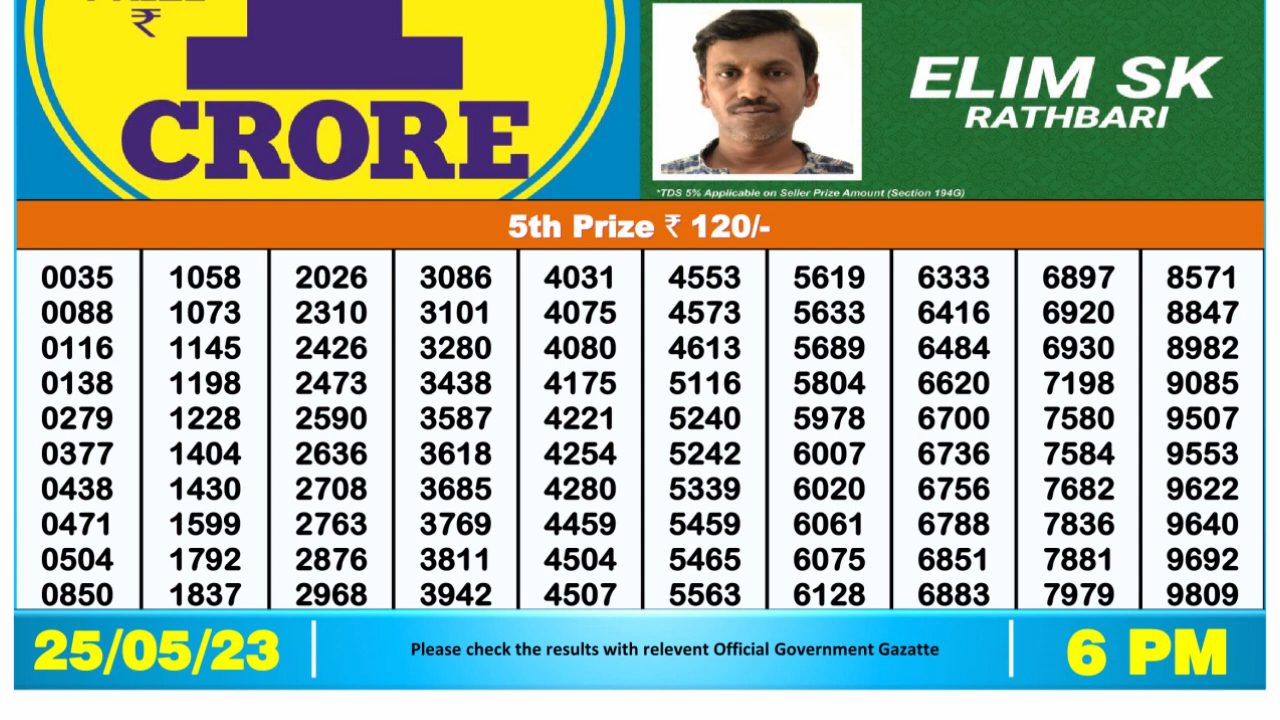 ₹
1
CRORE
ELIM SK
RATHBARI
*TDS 5% Applicable on Seller Prize Amount (Section 194G)
5th Prize ₹ 120/-
0035 1058 2026 3086 4031 4553 5619 6333 6897 8571
0088 1073 2310 3101 4075 4573 5633 6416 6920 8847
0116 1145 2426 3280 4080 4613 5689 6484 6930 8982
0138 1198 2473 3438 4175 5116 5804 6620 7198 9085
0279 1228 2590 3587 4221 5240 5978 6700 7580 9507
0377 1404 2636 3618 4254 5242 6007 6736 7584 9553
0438 1430 2708 3685 4280 5339 6020 6756 7682 9622
0471 1599 2763 3769 4459 5459 6061 6788 7836 9640
0504 1792 2876 3811 4504 5465 6075 6851 7881 9692
0850 1837 2968 3942 4507 5563 6128 6883 7979 9809
25/05/23
Please check the results with relevent Official Government Gazatte
6 PM